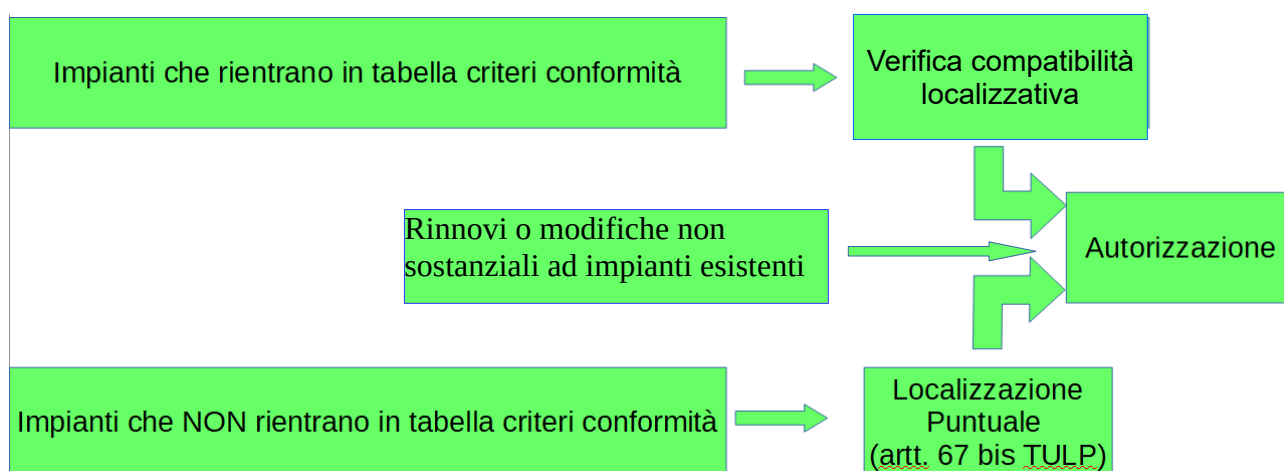 Impianti che rientrano in tabella criteri conformità
Verifica compatibilità
localizzativa
Rinnovi o modifiche non
sostanziali ad impianti esistenti
Autorizzazione
Impianti che NON rientrano in tabella criteri conformità
Localizzazione
Puntuale
(artt. 67 bis TULP)